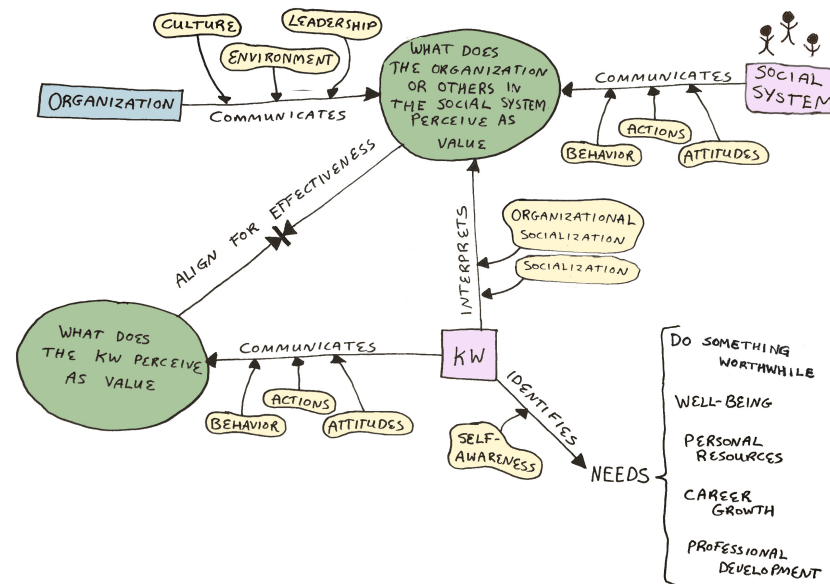 CULTURE
LEADERSHIP
ENVIRONMENT
ORGANIZATION
COMMUNICATES
WHAT DOES
THE ORGANIZATION
OR OTHERS IN
THE SOCIAL SYSTEM
PERCEIVE AS
VALUE
COMMUNICATES
SOCIAL
SYSTEM
BEHAVIOR
ACTIONS
ATTITUDES
ALIGN FOR EFFECTIVENESS
INTERPRETS
ORGANIZATIONAL
SOCIALIZATION
SOCIALIZATION
WHAT DOES
THE KW PERCEIVE
AS VALUE
COMMUNICATES
BEHAVIOR
ACTIONS
ATTITUDES
KW
IDENTIFIES
SELF-
AWARENESS
NEEDS
DO SOMETHING
WORTHWHILE
WELL-BEING
PERSONAL
RESOURCES
CAREER
GROWTH
PROFESSIONAL
DEVELOPMENT